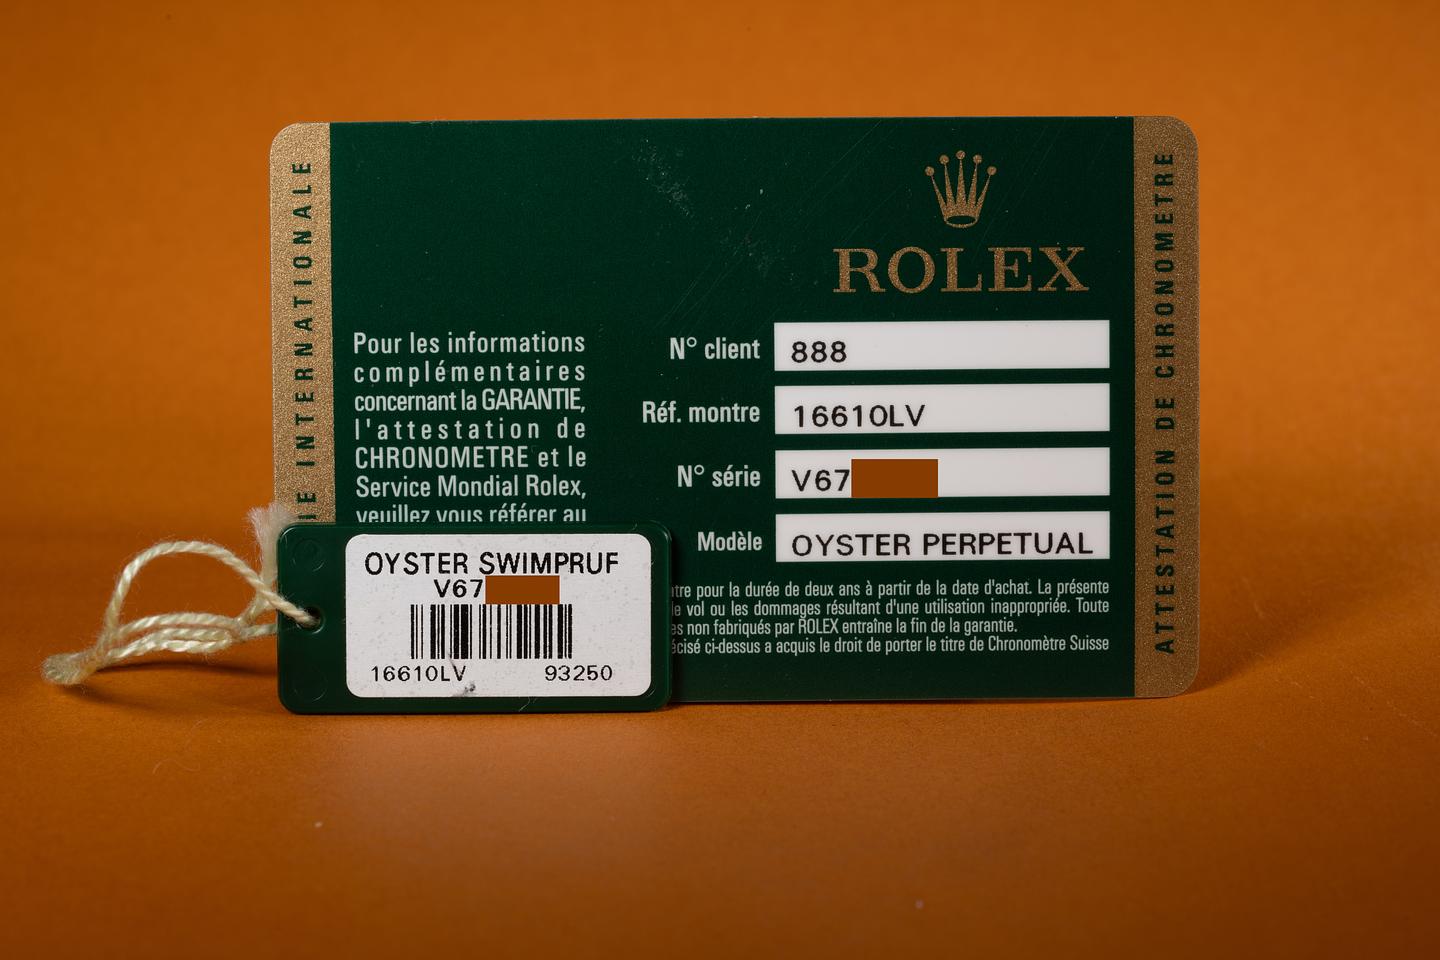 E INTERNATIONALE
ROLEX
Pour les informations
complémentaires
concernant la GARANTIE,
l'attestation de
CHRONOMETRE et le
Service Mondial Rolex,
veuillez vous référer au
N° client 888
Réf. montre 16610LV
N° série V67
Modèle OYSTER PERPETUAL
ntre pour la durée de deux ans à partir de la date d'achat. La présente
le vol ou les dommages résultant d'une utilisation inappropriée. Toute
es non fabriqués par ROLEX entraîne la fin de la garantie.
écisé ci-dessus a acquis le droit de porter le titre de Chronomètre Suisse
ATTESTATION DE CHRONOMETRE
OYSTER SWIMPRUF
V67
16610LV 93250